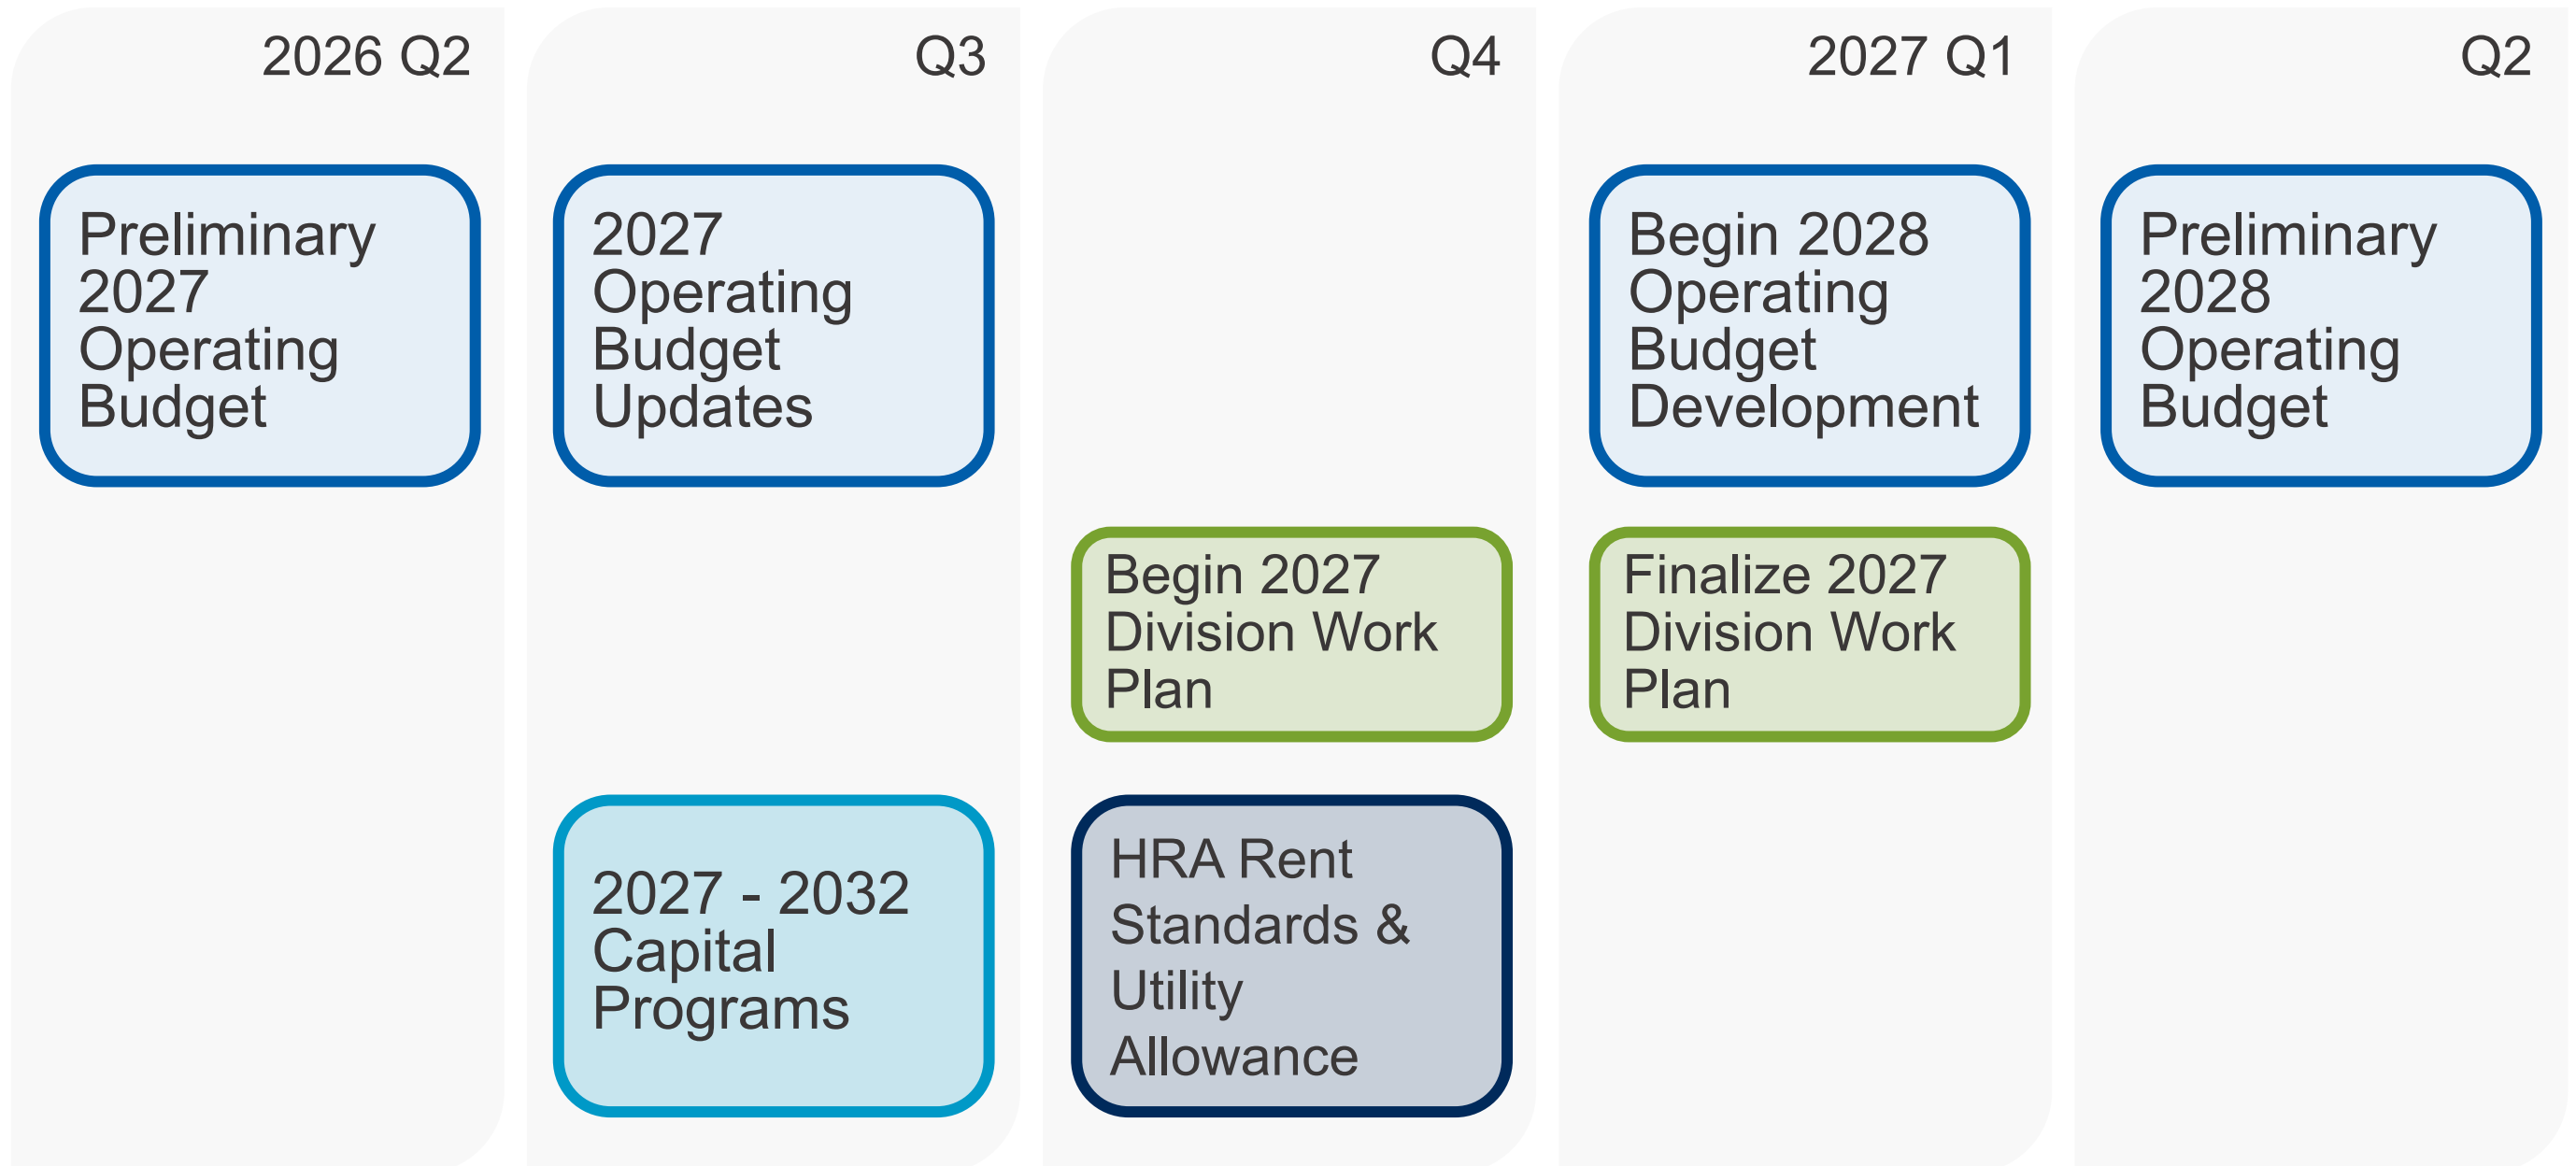 2026 Q2
Preliminary
2027
Operating
Budget
Q3
2027
Operating
Budget
Updates
2027 - 2032
Capital
Programs
Q4
Begin 2027
Division Work
Plan
HRA Rent
Standards &
Utility
Allowance
2027 Q1
Begin 2028
Operating
Budget
Development
Finalize 2027
Division Work
Plan
Q2
Preliminary
2028
Operating
Budget